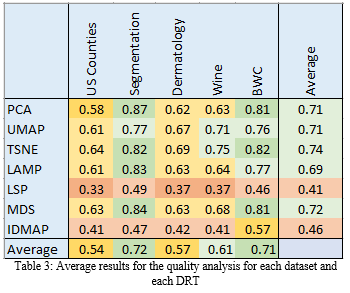 US Counties Segmentation Dermatology Wine BWC Average
PCA 0.58 0.87 0.62 0.63 0.81 0.71
UMAP 0.61 0.77 0.67 0.71 0.76 0.71
TSNE 0.64 0.82 0.69 0.75 0.82 0.74
LAMP 0.61 0.83 0.63 0.64 0.77 0.69
LSP 0.33 0.49 0.37 0.37 0.46 0.41
MDS 0.63 0.84 0.63 0.68 0.81 0.72
IDMAP 0.41 0.47 0.42 0.41 0.57 0.46
Average 0.54 0.72 0.57 0.61 0.71
Table 3: Average results for the quality analysis for each dataset and
each DRT